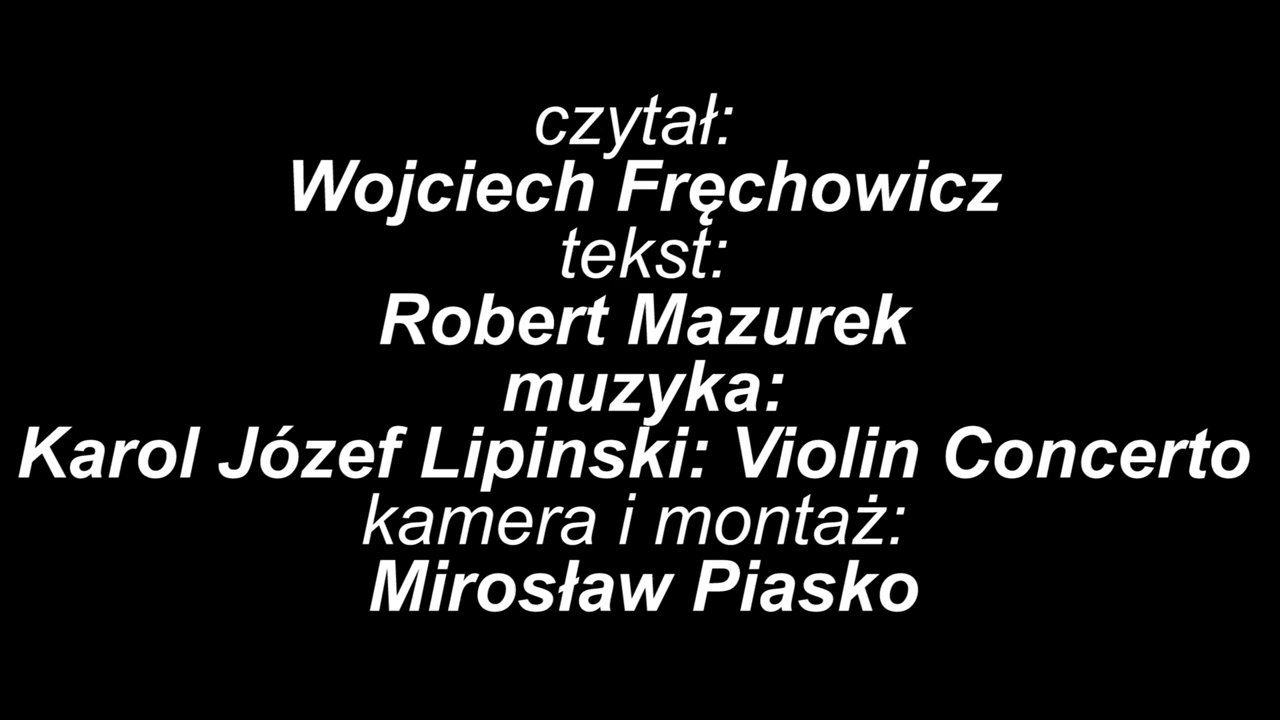 czytał:
Wojciech Fręchowicz
tekst:
Robert Mazurek
muzyka:
Karol Józef Lipinski: Violin Concerto
kamera i montaż:
Mirosław Piasko